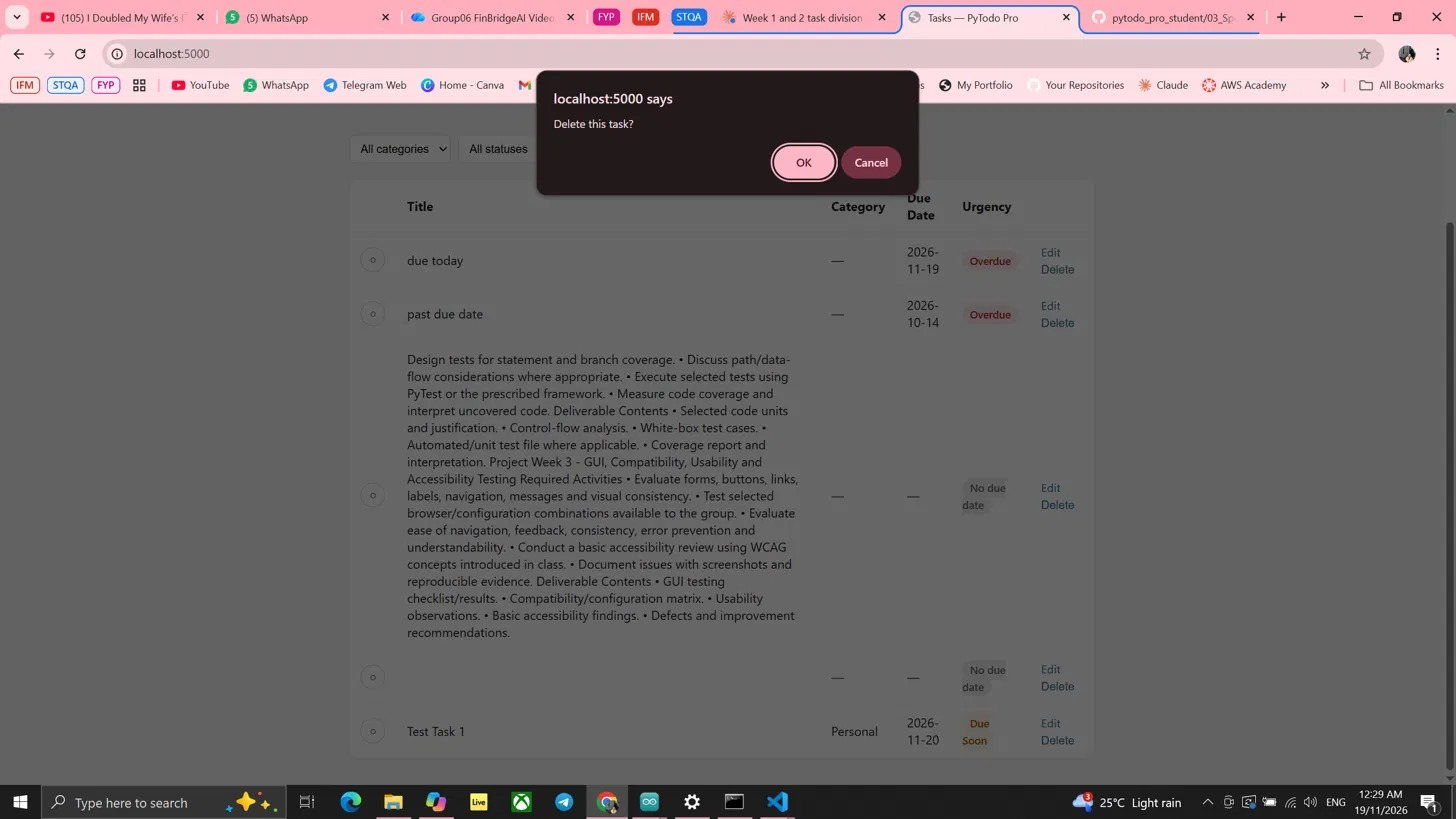 (105) I Doubled My Wife's I
5
(5) WhatsApp
Group06 FinBridgeAI Video
FYP
IFM
STQA
Week 1 and 2 task division
Tasks — PyTodo Pro
pytodo_pro_student/03_Sp
localhost:5000
IFM
STQA
FYP
YouTube
5
WhatsApp
Telegram Web
Home - Canva
s
My Portfolio
Your Repositories
Claude
AWS Academy
All Bookmarks
localhost:5000 says
Delete this task?
OK
Cancel
All categories
All statuses
Title
Category
Due
Date
Urgency
due today
—
2026-
11-19
Overdue
Edit
Delete
past due date
—
2026-
10-14
Overdue
Edit
Delete
Design tests for statement and branch coverage. • Discuss path/data-
flow considerations where appropriate. • Execute selected tests using
PyTest or the prescribed framework. • Measure code coverage and
interpret uncovered code. Deliverable Contents • Selected code units
and justification. • Control-flow analysis. • White-box test cases. •
Automated/unit test file where applicable. • Coverage report and
interpretation. Project Week 3 - GUI, Compatibility, Usability and
Accessibility Testing Required Activities • Evaluate forms, buttons, links,
labels, navigation, messages and visual consistency. • Test selected
browser/configuration combinations available to the group. • Evaluate
ease of navigation, feedback, consistency, error prevention and
understandability. • Conduct a basic accessibility review using WCAG
concepts introduced in class. • Document issues with screenshots and
reproducible evidence. Deliverable Contents • GUI testing
checklist/results. • Compatibility/configuration matrix. • Usability
observations. • Basic accessibility findings. • Defects and improvement
recommendations.
—
—
No due
date
Edit
Delete
—
—
No due
date
Edit
Delete
Test Task 1
Personal
2026-
11-20
Due
Soon
Edit
Delete
Type here to search
Live
3
25°C Light rain
ENG
12:29 AM
19/11/2026
1